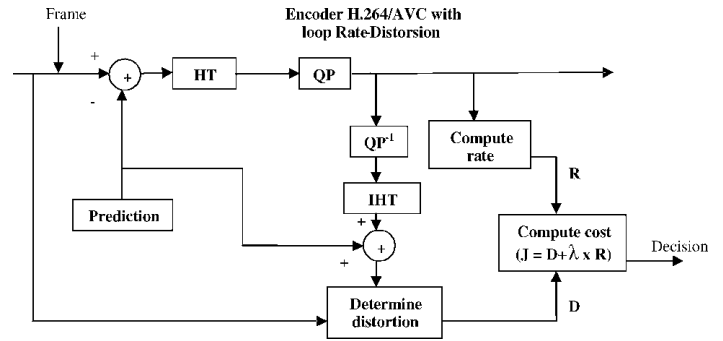 Frame
Encoder H.264/AVC with
loop Rate-Distorsion
+
-
+
HT
QP
QP-1
Compute
rate
R
IHT
Prediction
+
+
+
Compute cost
(J = D+λ x R)
Decision
Determine
distortion
D